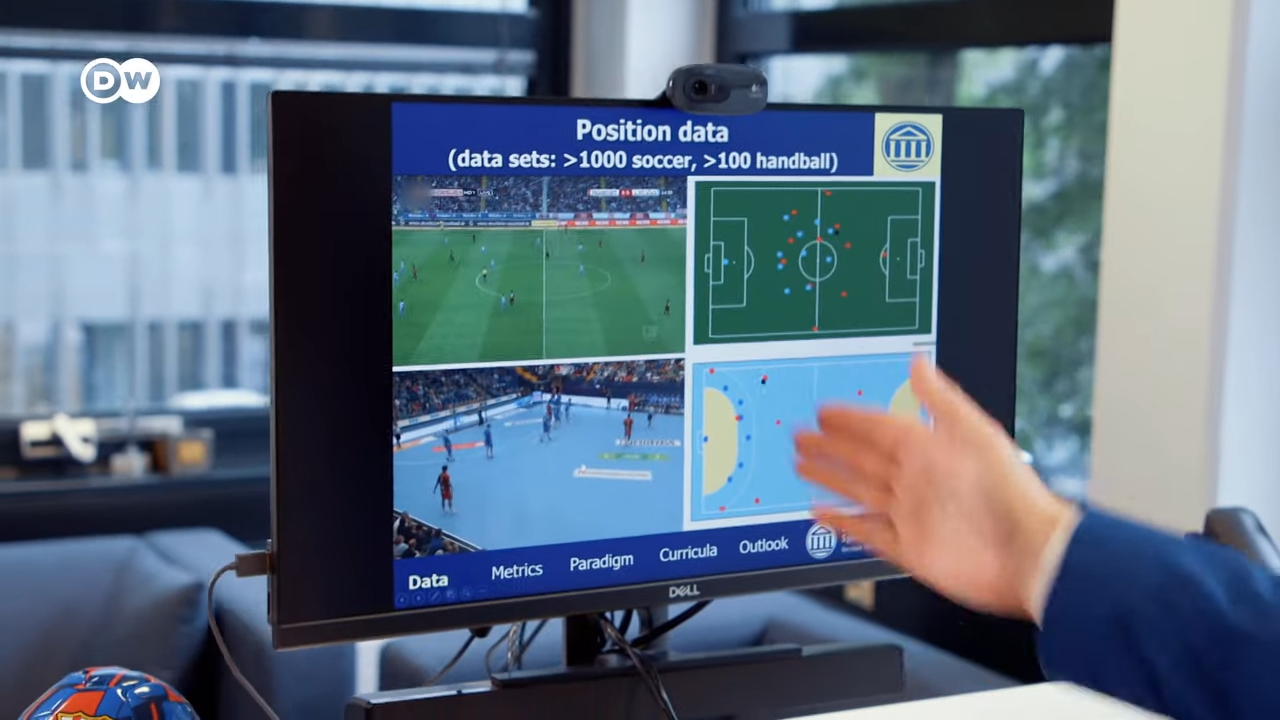 DW
Position data
(data sets: >1000 soccer, >100 handball)
Data
Metrics
Paradigm
Curricula
Outlook
DELL